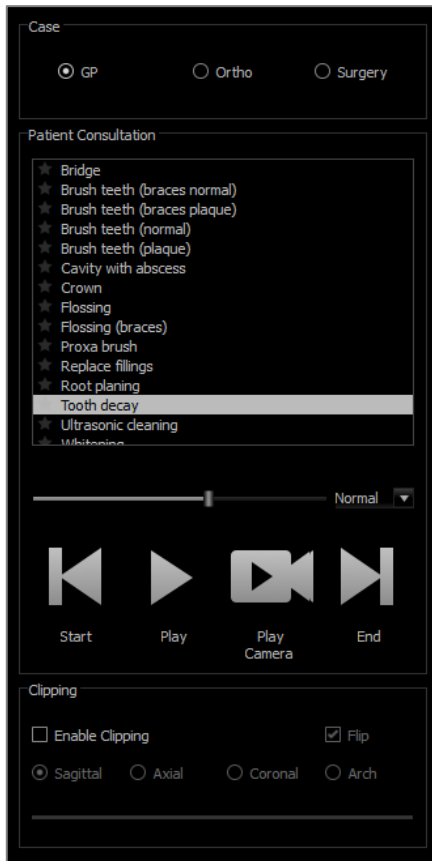 Case
GP Ortho Surgery
Patient Consultation
Bridge
Brush teeth (braces normal)
Brush teeth (braces plaque)
Brush teeth (normal)
Brush teeth (plaque)
Cavity with abscess
Crown
Flossing
Flossing (braces)
Proxa brush
Replace fillings
Root planing
Tooth decay
Ultrasonic cleaning
Whitening
Normal
Start Play Play Camera End
Clipping
Enable Clipping Flip
Sagittal Axial Coronal Arch